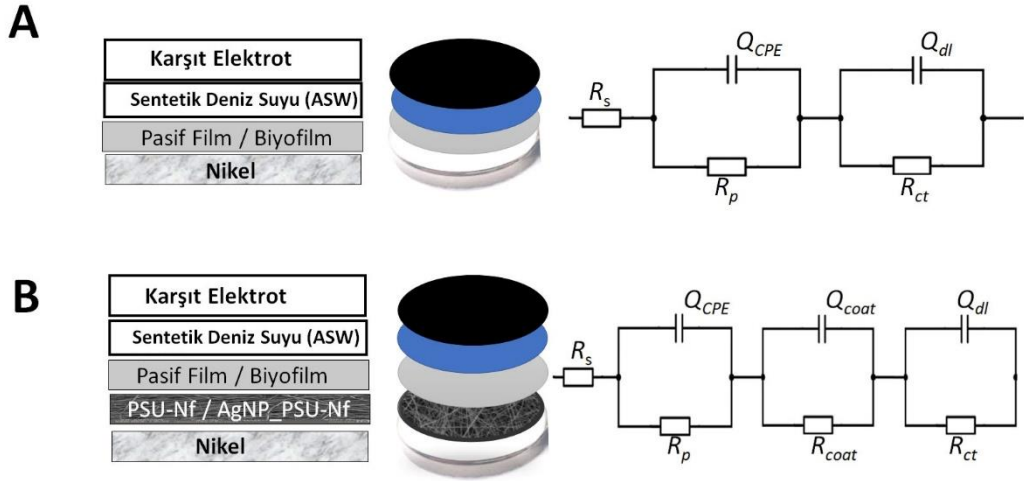 A
Karşıt Elektrot
Sentetik Deniz Suyu (ASW)
Pasif Film / Biyofilm
Nikel
Q_CPE
Q_dl
R_s
R_p
R_ct
B
Karşıt Elektrot
Sentetik Deniz Suyu (ASW)
Pasif Film / Biyofilm
PSU-Nf / AgNP_PSU-Nf
Nikel
Q_CPE
Q_coat
Q_dl
R_s
R_p
R_coat
R_ct